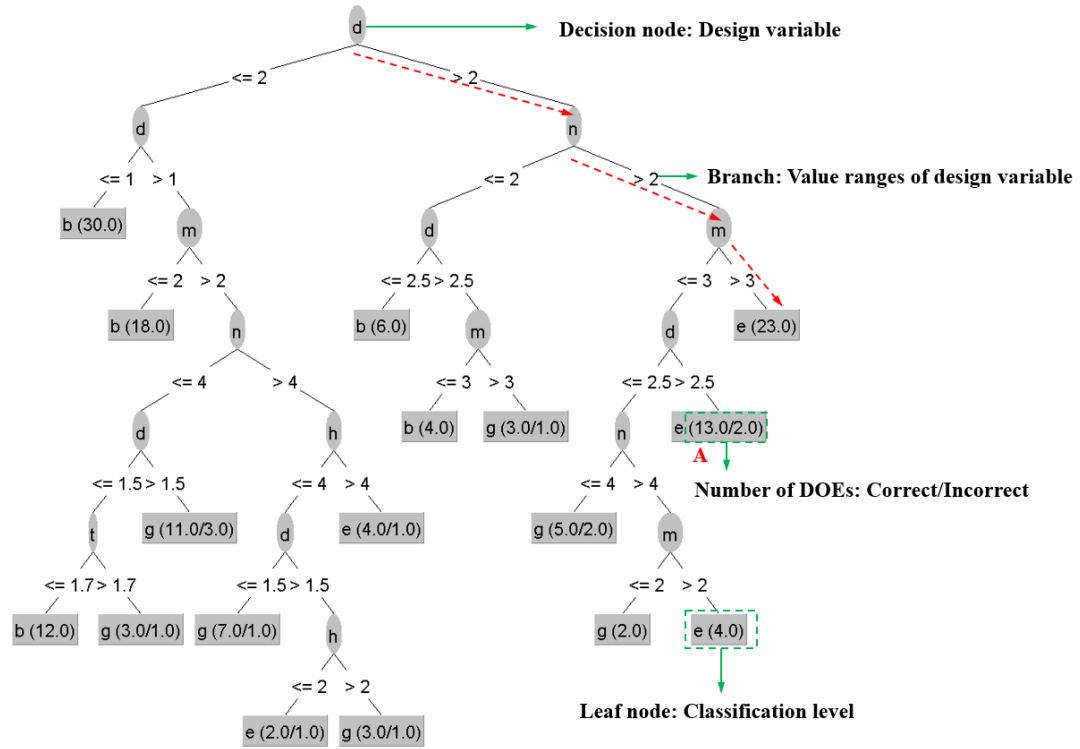 d
Decision node: Design variable
<= 2
> 2
d
n
<= 1
> 1
<= 2
> 2
Branch: Value ranges of design variable
b (30.0)
m
d
m
<= 2
> 2
<= 2.5
> 2.5
<= 3
> 3
b (18.0)
n
b (6.0)
m
d
e (23.0)
<= 4
> 4
<= 3
> 3
<= 2.5
> 2.5
d
h
b (4.0)
g (3.0/1.0)
n
e (13.0/2.0)
A
<= 1.5
> 1.5
<= 4
> 4
<= 4
> 4
Number of DOEs: Correct/Incorrect
t
g (11.0/3.0)
d
e (4.0/1.0)
g (5.0/2.0)
m
<= 1.7
> 1.7
<= 1.5
> 1.5
<= 2
> 2
b (12.0)
g (3.0/1.0)
g (7.0/1.0)
h
g (2.0)
e (4.0)
<= 2
> 2
Leaf node: Classification level
e (2.0/1.0)
g (3.0/1.0)